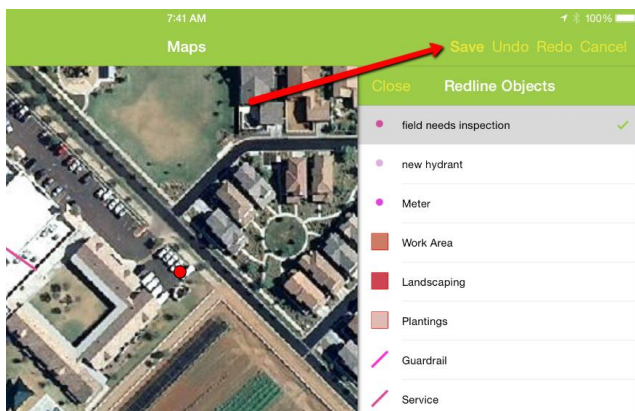 7:41 AM
100%
Maps
Save Undo Redo Cancel
Close
Redline Objects
field needs inspection
new hydrant
Meter
Work Area
Landscaping
Plantings
Guardrail
Service